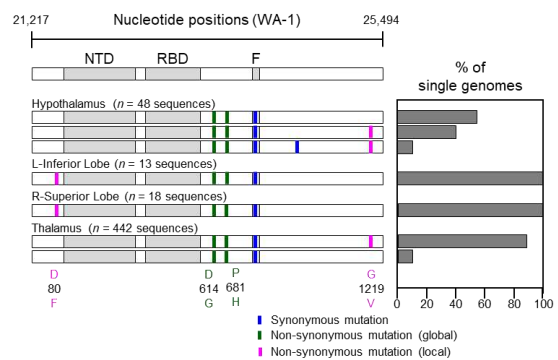 21,217 Nucleotide positions (WA-1) 25,494
NTD RBD F
% of
single genomes
Hypothalamus (n = 48 sequences)
L-Inferior Lobe (n = 13 sequences)
R-Superior Lobe (n = 18 sequences)
Thalamus (n = 442 sequences)
D D P G
80 614 681 1219
F G H V
0 20 40 60 80 100
Synonymous mutation
Non-synonymous mutation (global)
Non-synonymous mutation (local)